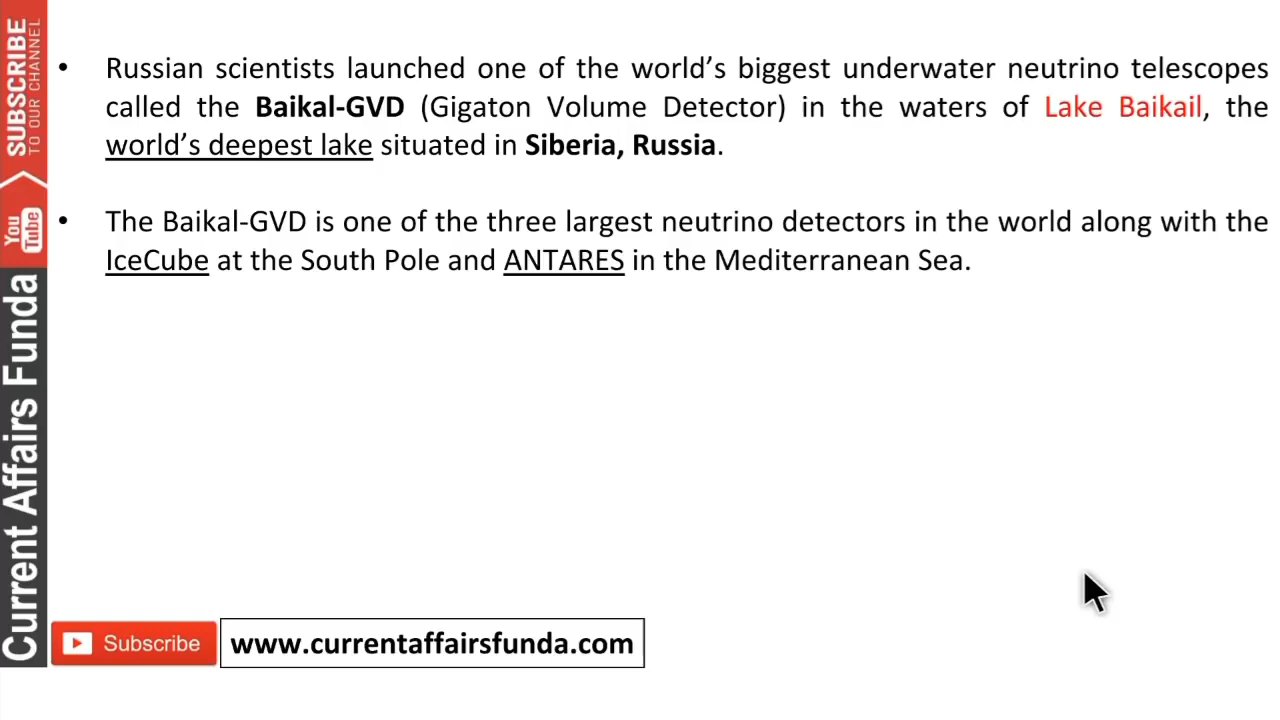 SUBSCRIBE
TO OUR CHANNEL
You
Tube
Current Affairs Funda
• Russian scientists launched one of the world’s biggest underwater neutrino telescopes
called the Baikal-GVD (Gigaton Volume Detector) in the waters of Lake Baikail, the
world’s deepest lake situated in Siberia, Russia.
• The Baikal-GVD is one of the three largest neutrino detectors in the world along with the
IceCube at the South Pole and ANTARES in the Mediterranean Sea.
Subscribe
www.currentaffairsfunda.com